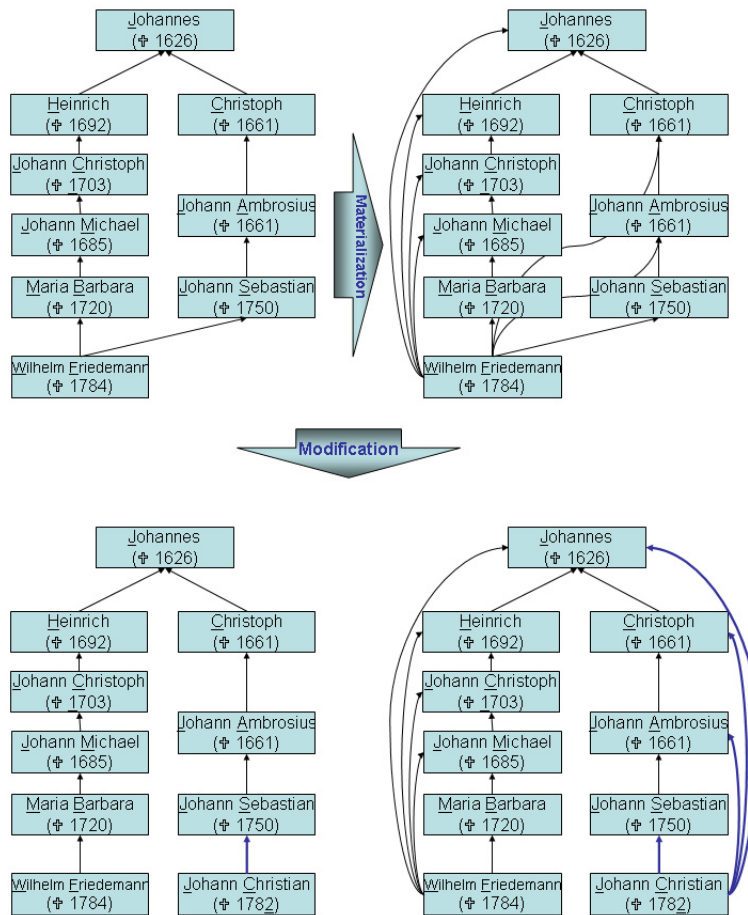 Johannes
(✞ 1626)
Heinrich
(✞ 1692)
Christoph
(✞ 1661)
Johann Christoph
(✞ 1703)
Johann Michael
(✞ 1685)
Johann Ambrosius
(✞ 1661)
Maria Barbara
(✞ 1720)
Johann Sebastian
(✞ 1750)
Wilhelm Friedemann
(✞ 1784)
Materialization
Johannes
(✞ 1626)
Heinrich
(✞ 1692)
Christoph
(✞ 1661)
Johann Christoph
(✞ 1703)
Johann Michael
(✞ 1685)
Johann Ambrosius
(✞ 1661)
Maria Barbara
(✞ 1720)
Johann Sebastian
(✞ 1750)
Wilhelm Friedemann
(✞ 1784)
Modification
Johannes
(✞ 1626)
Heinrich
(✞ 1692)
Christoph
(✞ 1661)
Johann Christoph
(✞ 1703)
Johann Michael
(✞ 1685)
Johann Ambrosius
(✞ 1661)
Maria Barbara
(✞ 1720)
Johann Sebastian
(✞ 1750)
Wilhelm Friedemann
(✞ 1784)
Johann Christian
(✞ 1782)
Johannes
(✞ 1626)
Heinrich
(✞ 1692)
Christoph
(✞ 1661)
Johann Christoph
(✞ 1703)
Johann Michael
(✞ 1685)
Johann Ambrosius
(✞ 1661)
Maria Barbara
(✞ 1720)
Johann Sebastian
(✞ 1750)
Wilhelm Friedemann
(✞ 1784)
Johann Christian
(✞ 1782)